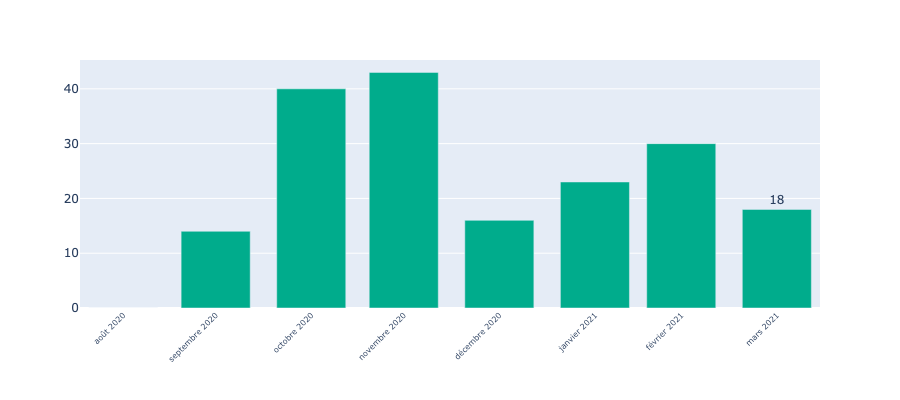 40
30
20
10
0
18
août 2020
septembre 2020
octobre 2020
novembre 2020
décembre 2020
janvier 2021
février 2021
mars 2021